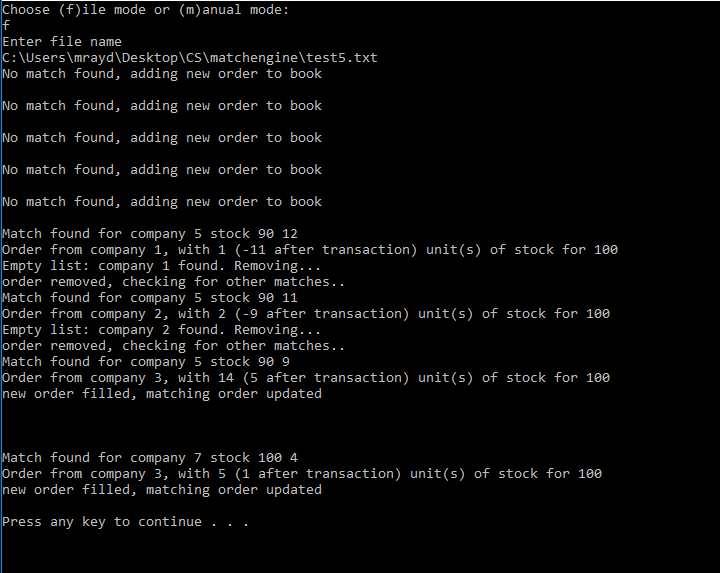 Choose (f)ile mode or (m)anual mode:
f
Enter file name
C:\Users\mrayd\Desktop\CS\matchengine\test5.txt
No match found, adding new order to book
No match found, adding new order to book
No match found, adding new order to book
No match found, adding new order to book
No match found, adding new order to book
Match found for company 5 stock 90 12
Order from company 1, with 1 (-11 after transaction) unit(s) of stock for 100
Empty list: company 1 found. Removing...
order removed, checking for other matches..
Match found for company 5 stock 90 11
Order from company 2, with 2 (-9 after transaction) unit(s) of stock for 100
Empty list: company 2 found. Removing...
order removed, checking for other matches..
Match found for company 5 stock 90 9
Order from company 3, with 14 (5 after transaction) unit(s) of stock for 100
new order filled, matching order updated
Match found for company 7 stock 100 4
Order from company 3, with 5 (1 after transaction) unit(s) of stock for 100
new order filled, matching order updated
Press any key to continue . . .